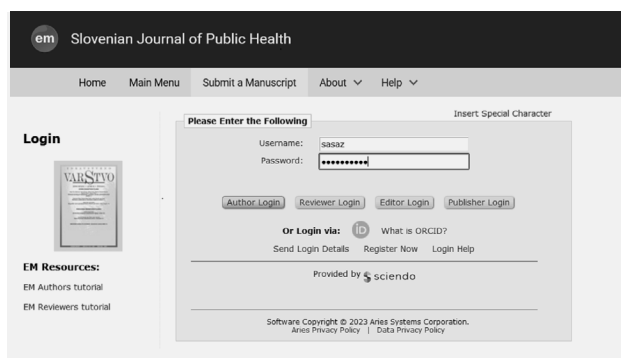 em Slovenian Journal of Public Health
Home Main Menu Submit a Manuscript About Help
Insert Special Character
Please Enter the Following
Login
Username: sasaz
Password: ••••••••••
VARSTVO
Author Login Reviewer Login Editor Login Publisher Login
Or Login via: iD What is ORCID?
Send Login Details Register Now Login Help
EM Resources:
Provided by sciendo
EM Authors tutorial
EM Reviewers tutorial
Software Copyright © 2023 Aries Systems Corporation.
Aries Privacy Policy | Data Privacy Policy